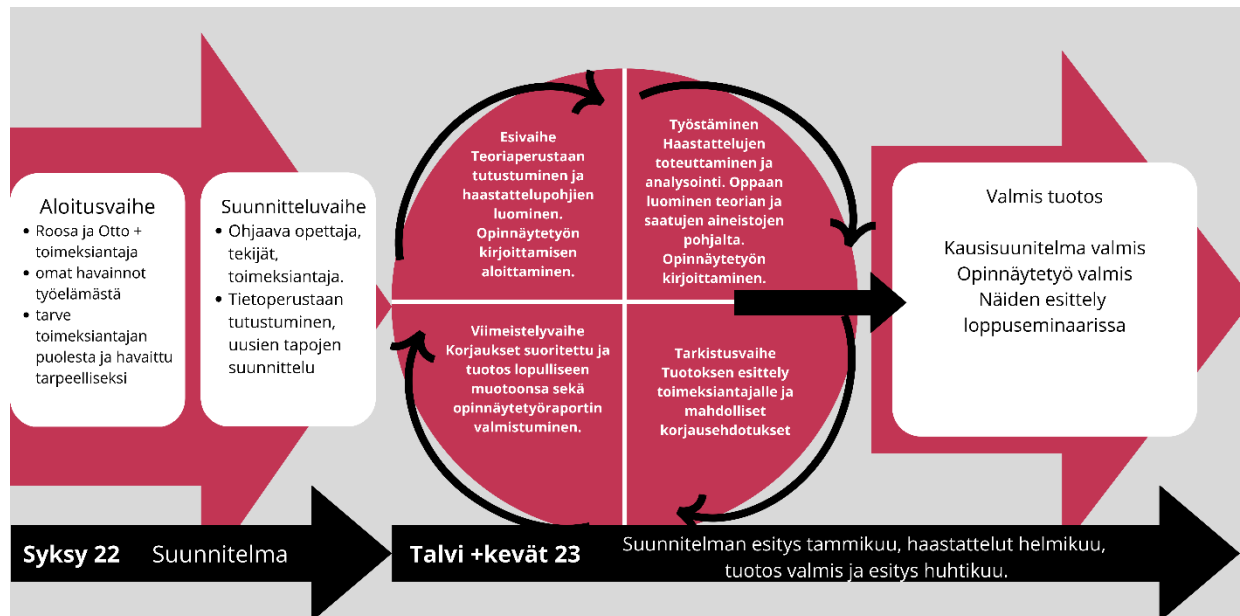 Aloitusvaihe
• Roosa ja Otto +
toimeksiantaja
• omat havainnot
työelämästä
• tarve
toimeksiantajan
puolesta ja havaittu
tarpeelliseksi
Suunnitteluvaihe
• Ohjaava opettaja,
tekijät,
toimeksiantaja.
• Tietoperustaan
tutustuminen,
uusien tapojen
suunnittelu
Esivaihe
Teoriaperustaan
tutustuminen ja
haastattelupohjien
luominen.
Opinnäytetyön
kirjoittamisen
aloittaminen.
Työstäminen
Haastattelujen
toteuttaminen ja
analysointi. Oppaan
luominen teorian ja
saatujen aineistojen
pohjalta.
Opinnäytetyön
kirjoittaminen.
Viimeistelyvaihe
Korjaukset suoritettu ja
tuotos lopulliseen
muotoonsa sekä
opinnäytetyöraportin
valmistuminen.
Tarkistusvaihe
Tuotoksen esittely
toimeksiantajalle ja
mahdolliset
korjausehdotukset
Valmis tuotos
Kausisuunitelma valmis
Opinnäytetyö valmis
Näiden esittely
loppuseminaarissa
Syksy 22 Suunnitelma
Talvi +kevät 23
Suunnitelman esitys tammikuu, haastattelut helmikuu,
tuotos valmis ja esitys huhtikuu.